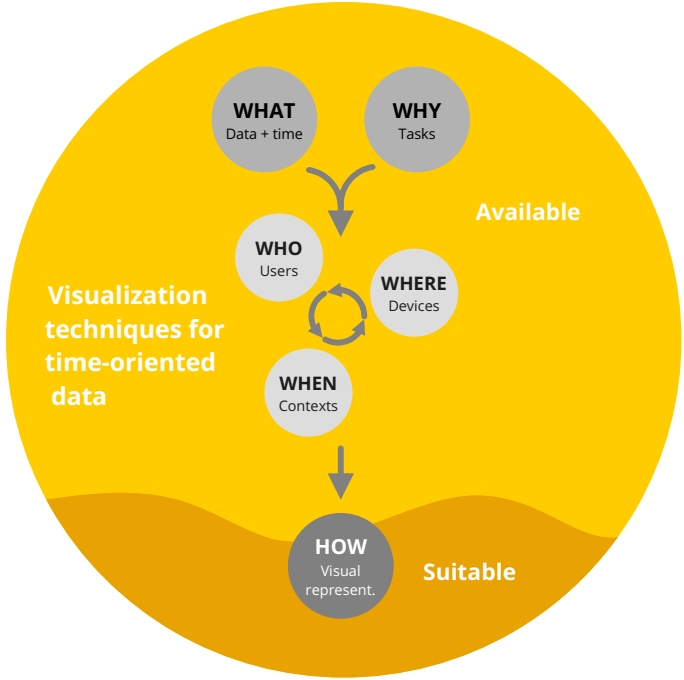 WHAT
Data + time
WHY
Tasks
Available
WHO
Users
WHERE
Devices
Visualization
techniques for
time-oriented
data
WHEN
Contexts
HOW
Visual
represent.
Suitable